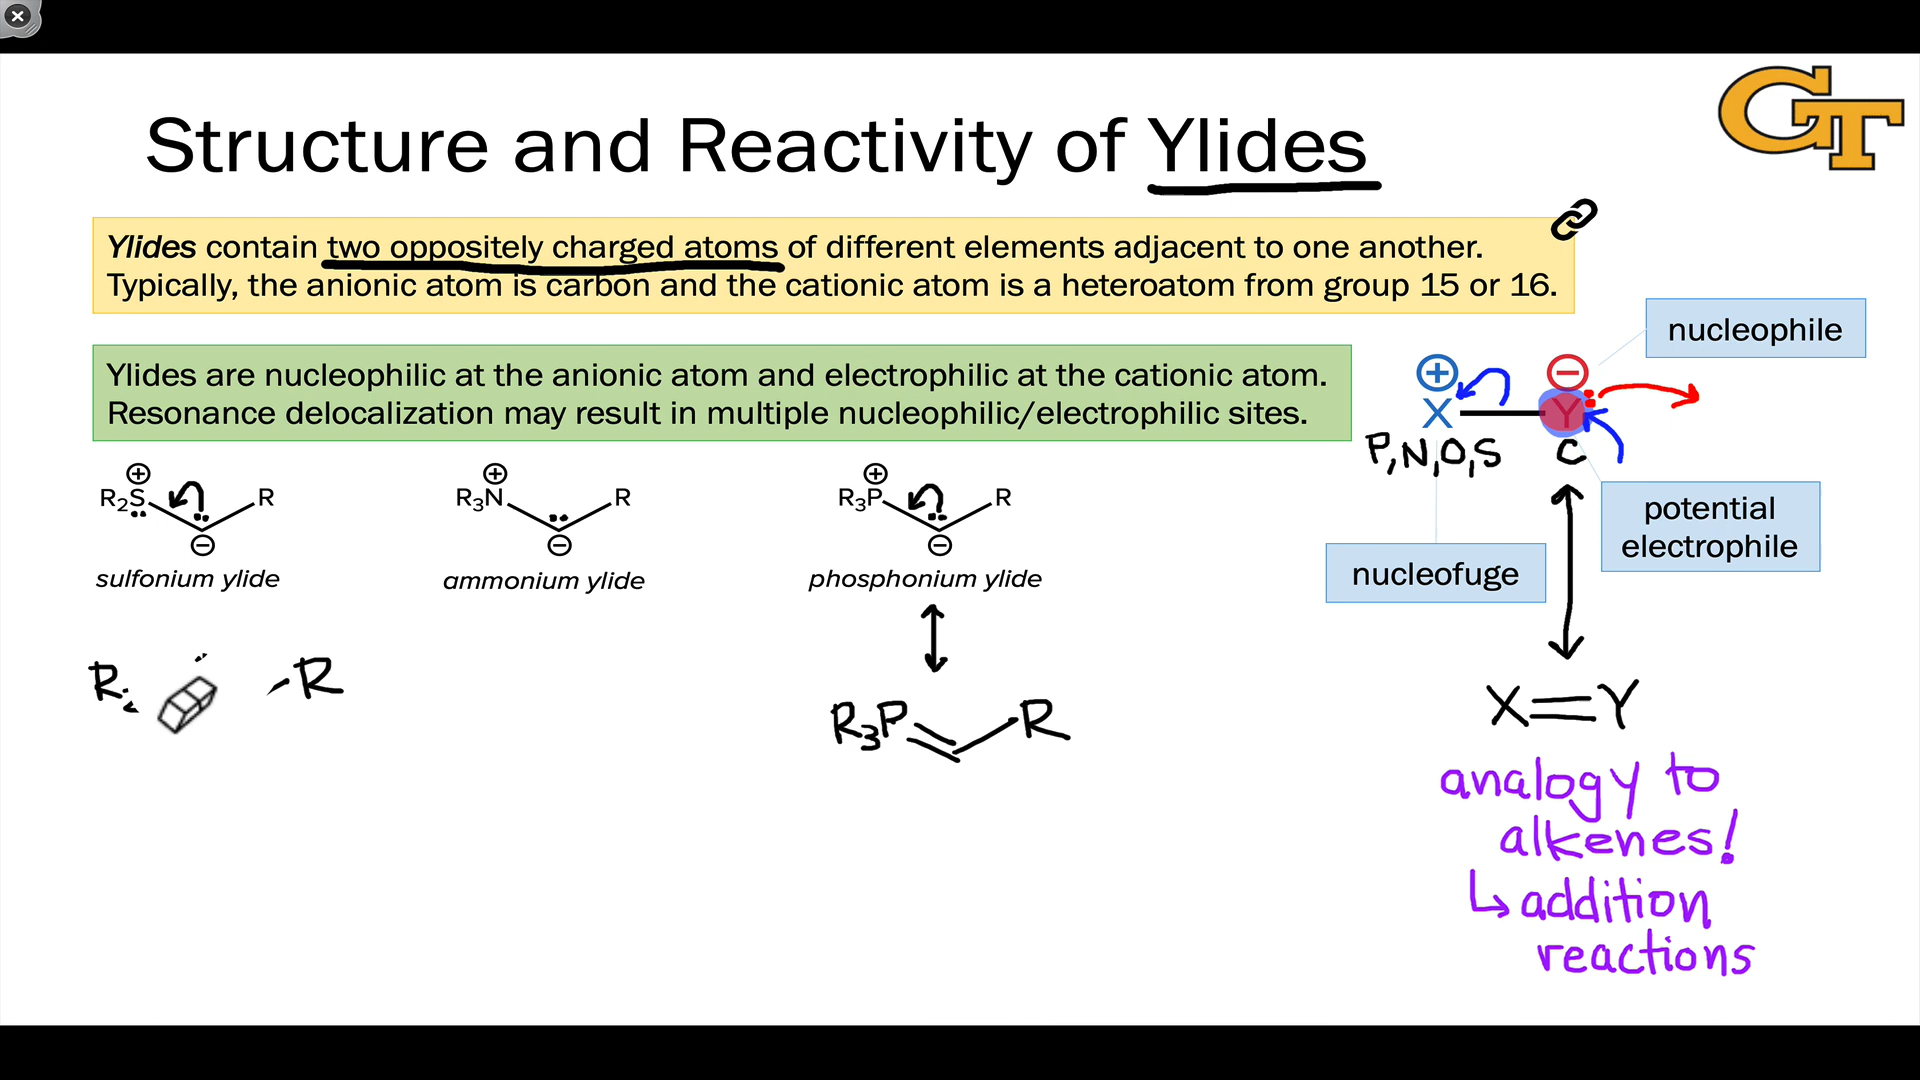 GT
Structure and Reactivity of Ylides
Ylides contain two oppositely charged atoms of different elements adjacent to one another.
Typically, the anionic atom is carbon and the cationic atom is a heteroatom from group 15 or 16.
nucleophile
Ylides are nucleophilic at the anionic atom and electrophilic at the cationic atom.
Resonance delocalization may result in multiple nucleophilic/electrophilic sites.
⊕ ⊖
X Y
P, N, O, S C
⊕ ⊕ ⊕
R₂S R R₃N R R₃P R
⊖ ⊖ ⊖
potential
electrophile
sulfonium ylide ammonium ylide phosphonium ylide
nucleofuge
R R
R₃P R
X=Y
analogy to
alkenes!
↳ addition
reactions